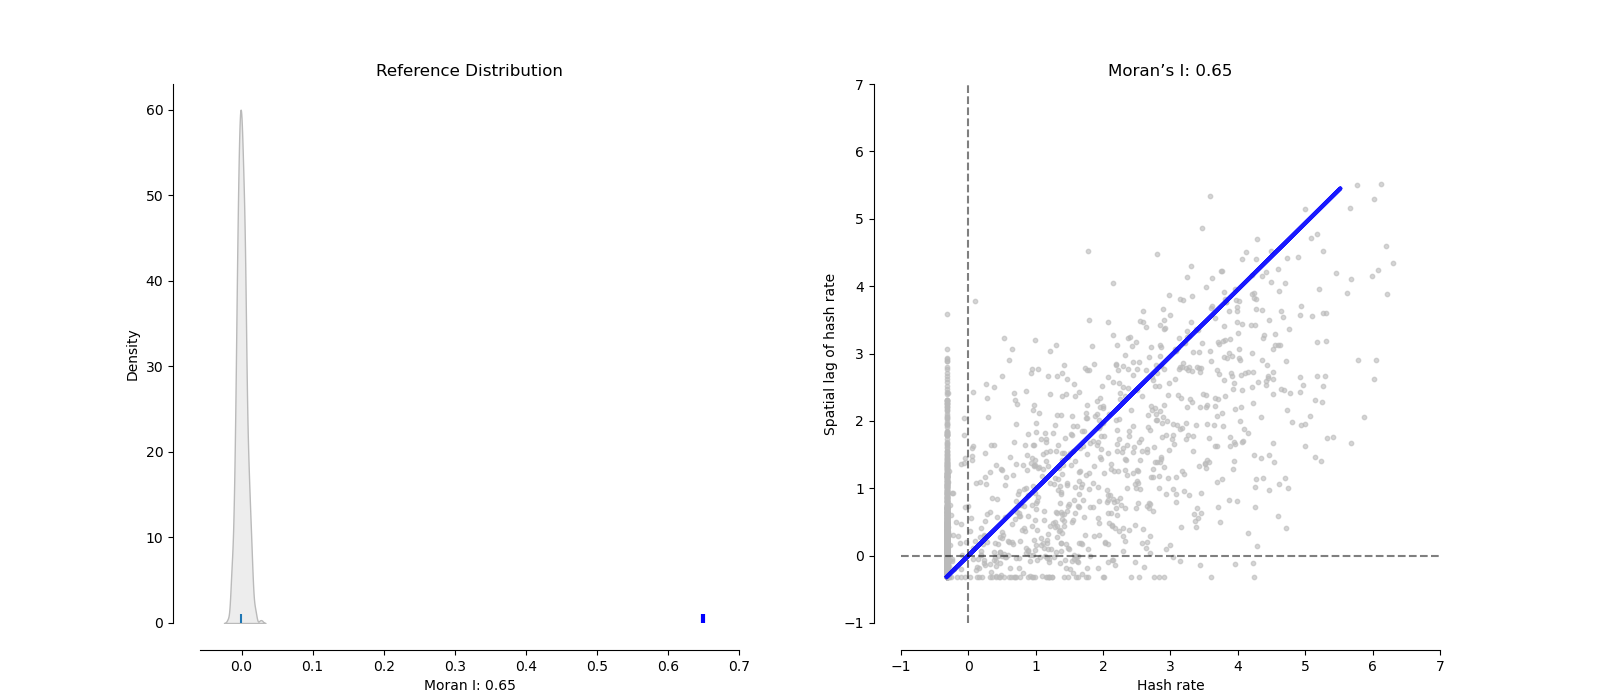 Reference Distribution
60
50
40
30
20
10
0
Density
0.0 0.1 0.2 0.3 0.4 0.5 0.6 0.7
Moran I: 0.65
Moran’s I: 0.65
7
6
5
4
3
2
1
0
−1
Spatial lag of hash rate
−1 0 1 2 3 4 5 6 7
Hash rate